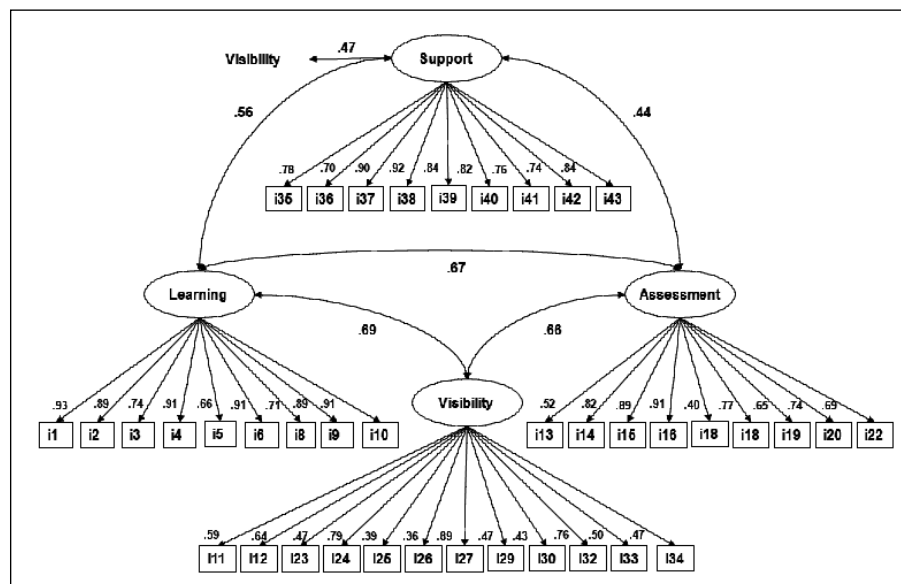 .47
Visibility Support
.56 .44
.78 .70 .90 .92 .84 .82 .75 .74 .84
i35 i36 i37 i38 i39 i40 i41 i42 i43
.67
Learning Assessment
.69 .66
.93 .89 .74 .91 .66 .91 .71 .89 .91
i1 i2 i3 i4 i5 i6 i8 i9 i10
Visibility
.52 .82 .89 .91 .40 .77 .65 .74 .69
i13 i14 i15 i16 i18 i18 i19 i20 i22
.59 .64 .47 .79 .39 .36 .89 .47 .43 .76 .50 .47
I11 I12 I23 I24 I25 I26 I27 I29 I30 I32 I33 I34